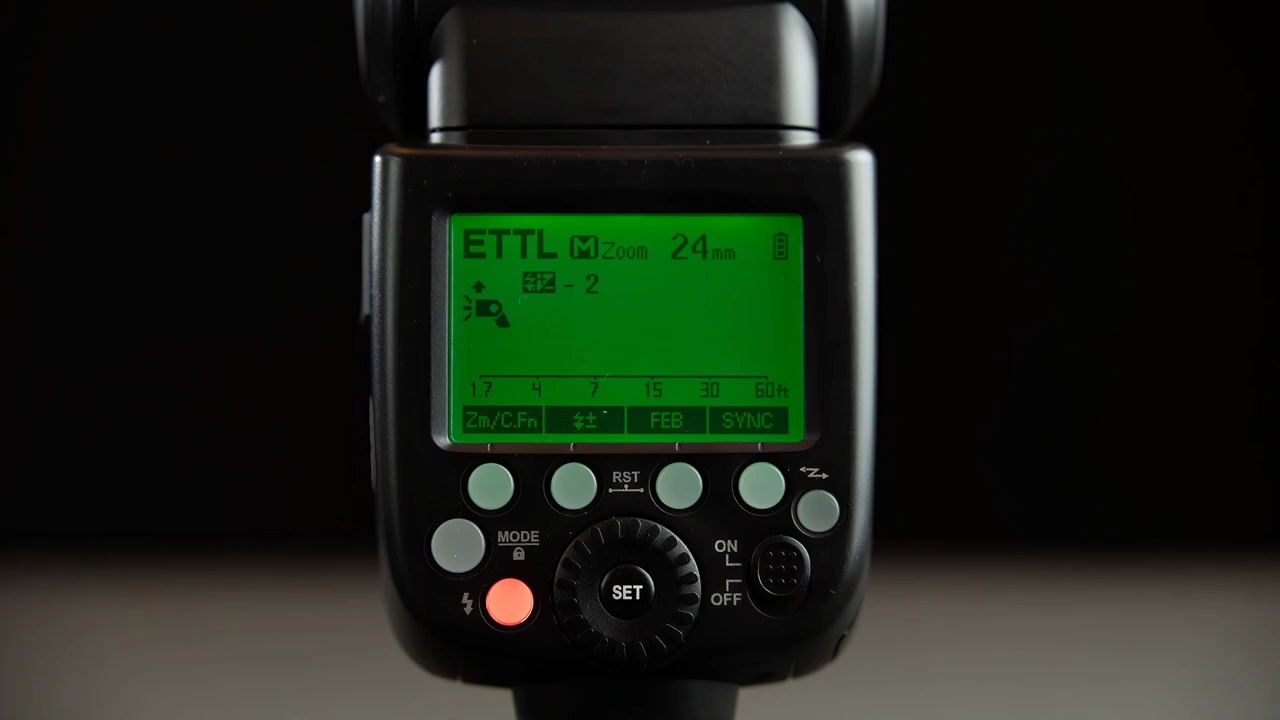 ETTL M Zoom 24mm
- 2
1.7 4 7 15 30 60ft
Zm/C.Fn ± FEB SYNC
RST
MODE
ON
SET
OFF